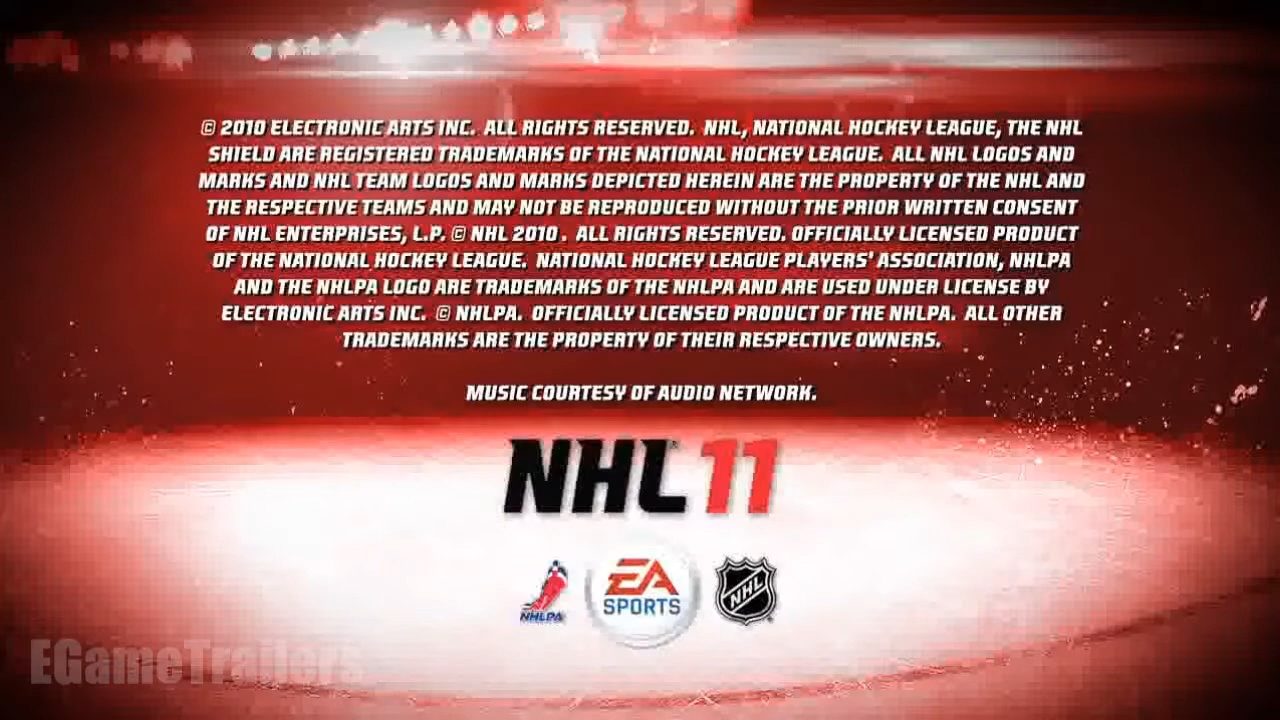 © 2010 ELECTRONIC ARTS INC. ALL RIGHTS RESERVED. NHL, NATIONAL HOCKEY LEAGUE, THE NHL
SHIELD ARE REGISTERED TRADEMARKS OF THE NATIONAL HOCKEY LEAGUE. ALL NHL LOGOS AND
MARKS AND NHL TEAM LOGOS AND MARKS DEPICTED HEREIN ARE THE PROPERTY OF THE NHL AND
THE RESPECTIVE TEAMS AND MAY NOT BE REPRODUCED WITHOUT THE PRIOR WRITTEN CONSENT
OF NHL ENTERPRISES, L.P. © NHL 2010 . ALL RIGHTS RESERVED. OFFICIALLY LICENSED PRODUCT
OF THE NATIONAL HOCKEY LEAGUE. NATIONAL HOCKEY LEAGUE PLAYERS' ASSOCIATION, NHLPA
AND THE NHLPA LOGO ARE TRADEMARKS OF THE NHLPA AND ARE USED UNDER LICENSE BY
ELECTRONIC ARTS INC. © NHLPA. OFFICIALLY LICENSED PRODUCT OF THE NHLPA. ALL OTHER
TRADEMARKS ARE THE PROPERTY OF THEIR RESPECTIVE OWNERS.
MUSIC COURTESY OF AUDIO NETWORK.
NHL 11
NHLPA
EA
SPORTS
NHL
EGameTrailers